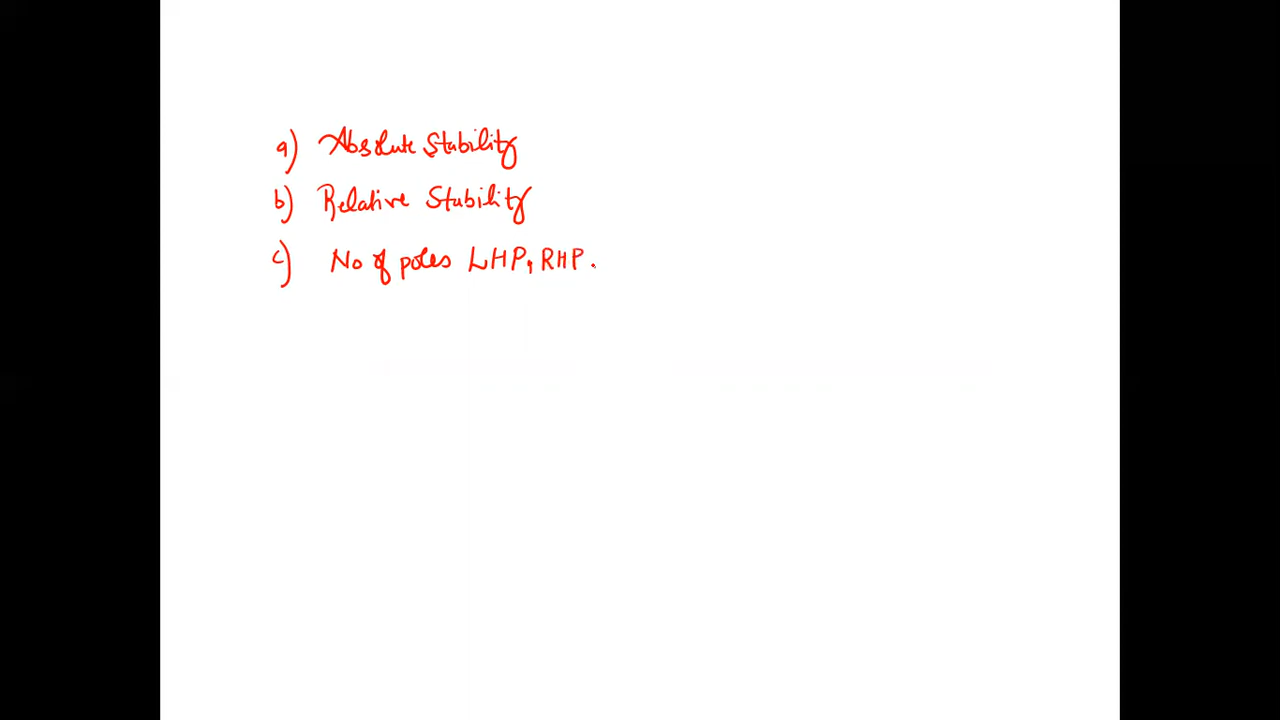 a) Absolute Stability
b) Relative Stability
c) No of poles LHP, RHP.